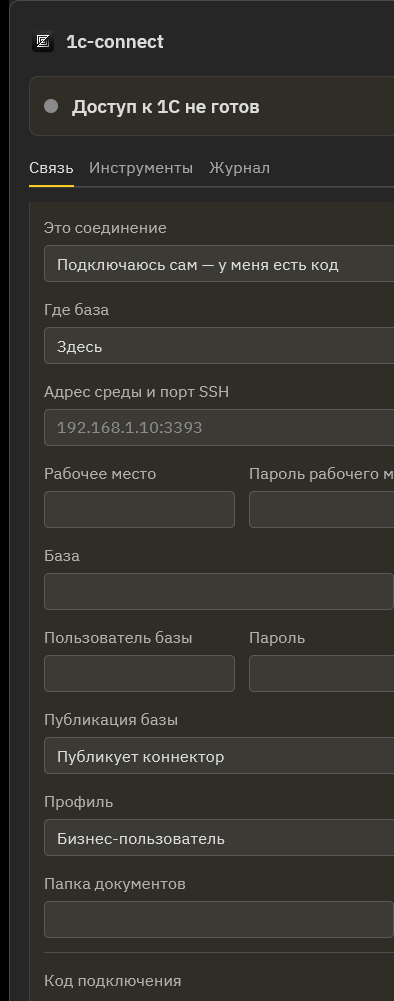 1c-connect
Доступ к 1С не готов
Связь Инструменты Журнал
Это соединение
Подключаюсь сам — у меня есть код
Где база
Здесь
Адрес среды и порт SSH
192.168.1.10:3393
Рабочее место Пароль рабочего м
База
Пользователь базы Пароль
Публикация базы
Публикует коннектор
Профиль
Бизнес-пользователь
Папка документов
Код подключения